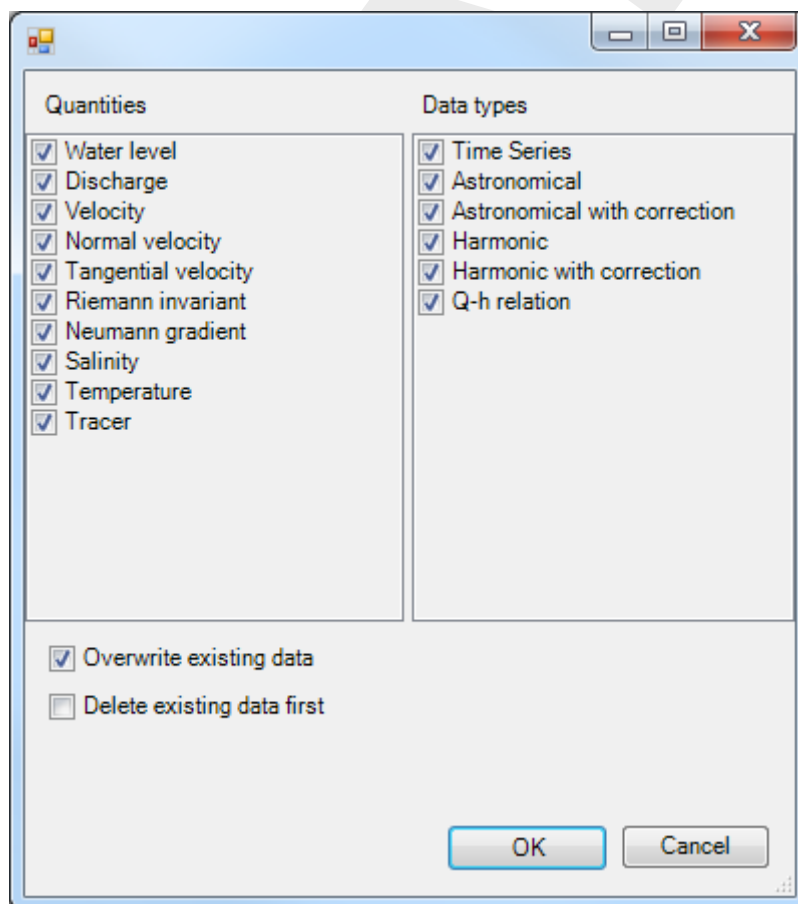 Quantities
Data types
Water level
Discharge
Velocity
Normal velocity
Tangential velocity
Riemann invariant
Neumann gradient
Salinity
Temperature
Tracer
Time Series
Astronomical
Astronomical with correction
Harmonic
Harmonic with correction
Q-h relation
Overwrite existing data
Delete existing data first
OK
Cancel